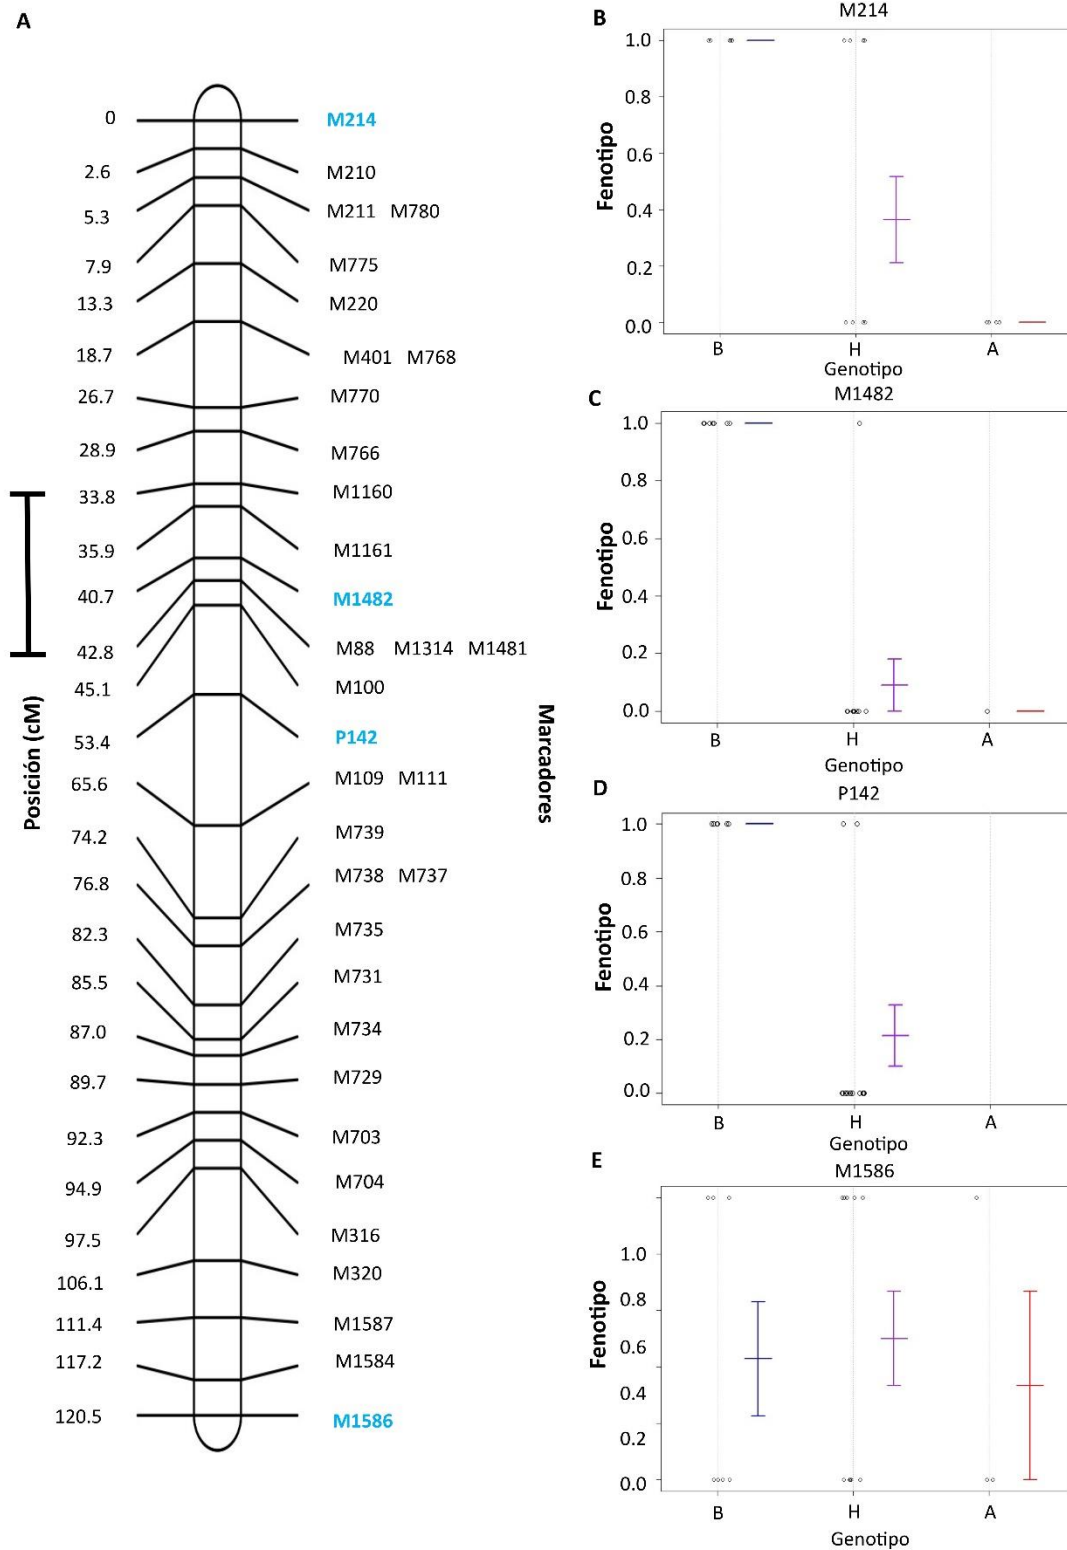 A
0 M214
2.6 M210
5.3 M211 M780
7.9 M775
13.3 M220
18.7 M401 M768
26.7 M770
28.9 M766
33.8 M1160
35.9 M1161
40.7 M1482
42.8 M88 M1314 M1481
45.1 M100
53.4 P142
65.6 M109 M111
74.2 M739
76.8 M738 M737
82.3 M735
85.5 M731
87.0 M734
89.7 M729
92.3 M703
94.9 M704
97.5 M316
106.1 M320
111.4 M1587
117.2 M1584
120.5 M1586
Posición (cM)
Marcadores
B
M214
Fenotipo
1.0
0.8
0.6
0.4
0.2
0.0
B H A
Genotipo
C
M1482
Fenotipo
1.0
0.8
0.6
0.4
0.2
0.0
B H A
Genotipo
D
P142
Fenotipo
1.0
0.8
0.6
0.4
0.2
0.0
B H A
Genotipo
E
M1586
Fenotipo
1.0
0.8
0.6
0.4
0.2
0.0
B H A
Genotipo